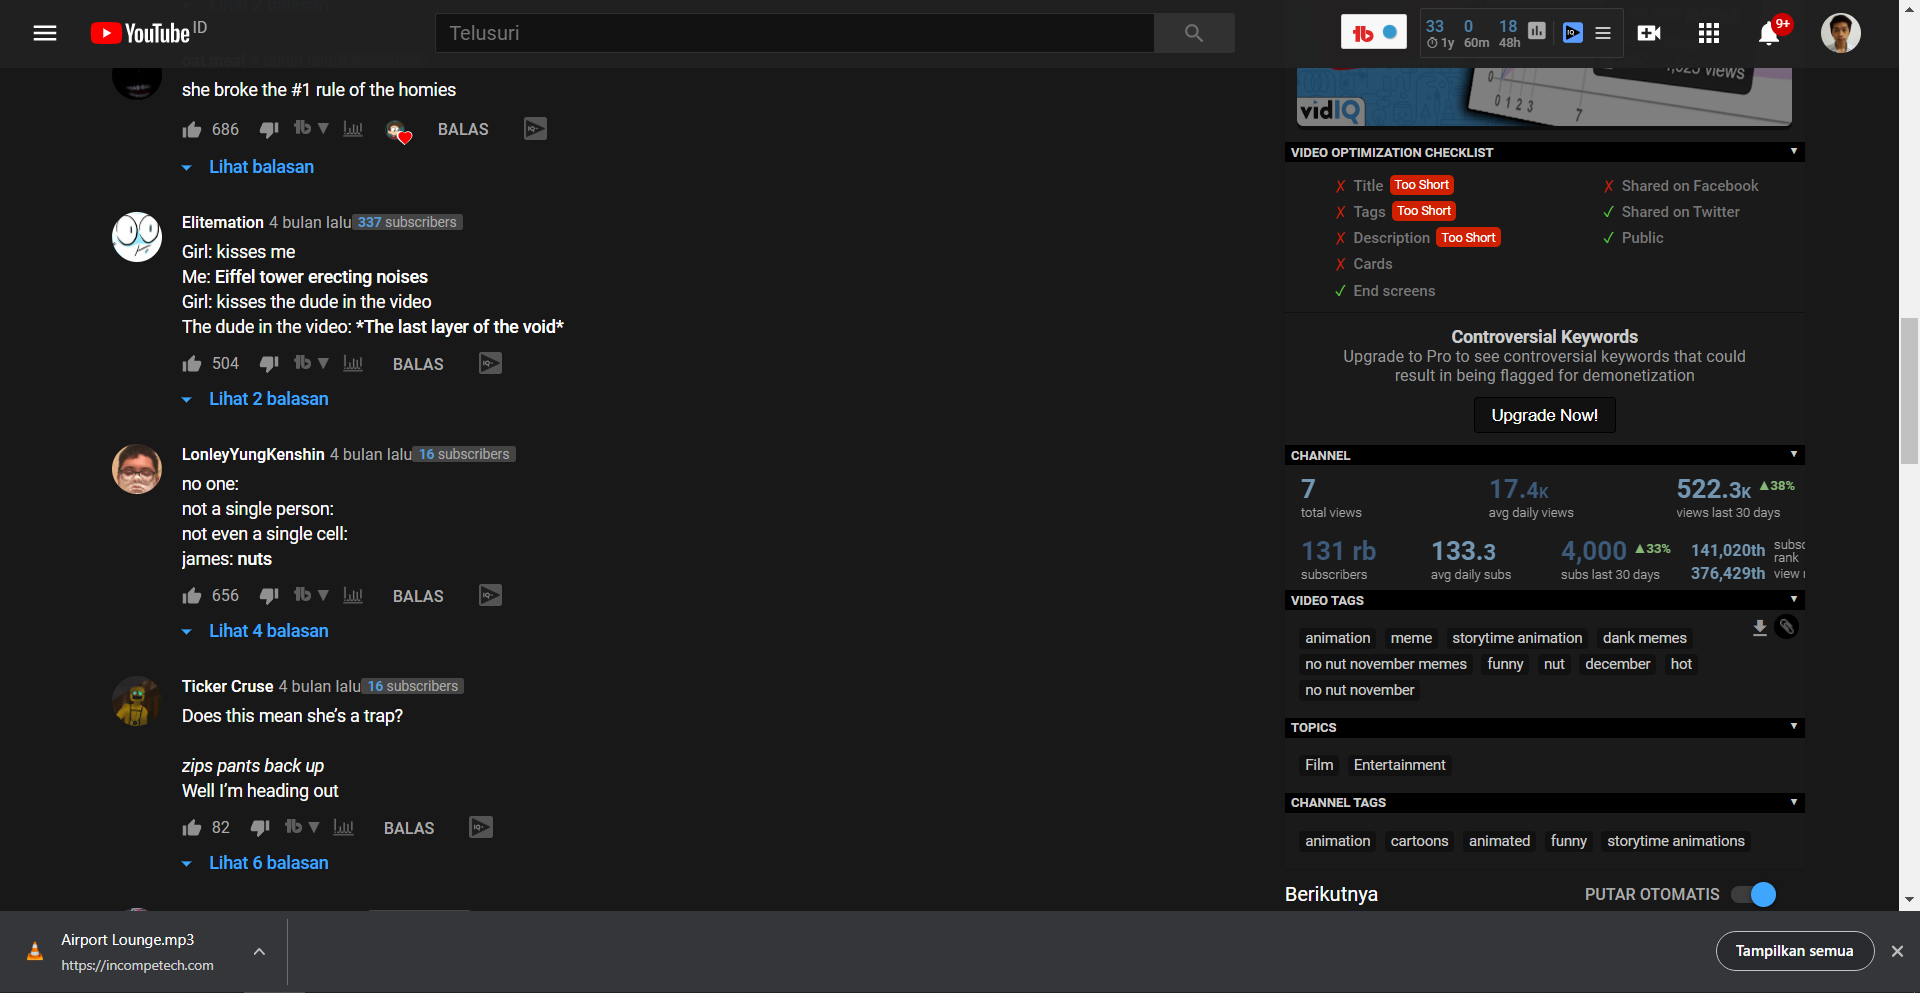 YouTube ID
Telusuri
33 0 18
1y 60m 48h
9+
she broke the #1 rule of the homies
686 BALAS
Lihat balasan
Elitemation 4 bulan lalu 337 subscribers
Girl: kisses me
Me: Eiffel tower erecting noises
Girl: kisses the dude in the video
The dude in the video: *The last layer of the void*
504 BALAS
Lihat 2 balasan
LonleyYungKenshin 4 bulan lalu 16 subscribers
no one:
not a single person:
not even a single cell:
james: nuts
656 BALAS
Lihat 4 balasan
Ticker Cruse 4 bulan lalu 16 subscribers
Does this mean she's a trap?
zips pants back up
Well I'm heading out
82 BALAS
Lihat 6 balasan
views
0 1 2 3
7
vidIQ
VIDEO OPTIMIZATION CHECKLIST
✗ Title Too Short
✗ Tags Too Short
✗ Description Too Short
✗ Cards
✓ End screens
✗ Shared on Facebook
✓ Shared on Twitter
✓ Public
Controversial Keywords
Upgrade to Pro to see controversial keywords that could
result in being flagged for demonetization
Upgrade Now!
CHANNEL
7 17.4K 522.3K ▲38%
total views avg daily views views last 30 days
131 rb 133.3 4,000 ▲33% 141,020th rank
subscribers avg daily subs subs last 30 days 376,429th view
VIDEO TAGS
animation meme storytime animation dank memes
no nut november memes funny nut december hot
no nut november
TOPICS
Film Entertainment
CHANNEL TAGS
animation cartoons animated funny storytime animations
Berikutnya PUTAR OTOMATIS
Airport Lounge.mp3
https://incompetech.com
Tampilkan semua